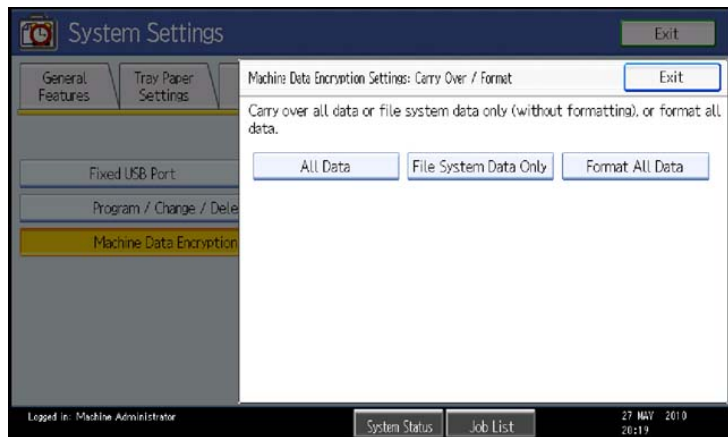 System Settings
Exit
General
Features
Tray Paper
Settings
Fixed USB Port
Program / Change / Dele
Machine Data Encryption
Machine Data Encryption Settings: Carry Over / Format
Exit
Carry over all data or file system data only (without formatting), or format all
data.
All Data
File System Data Only
Format All Data
Logged in: Machine Administrator
System Status
Job List
27 MAY 2010
20:19